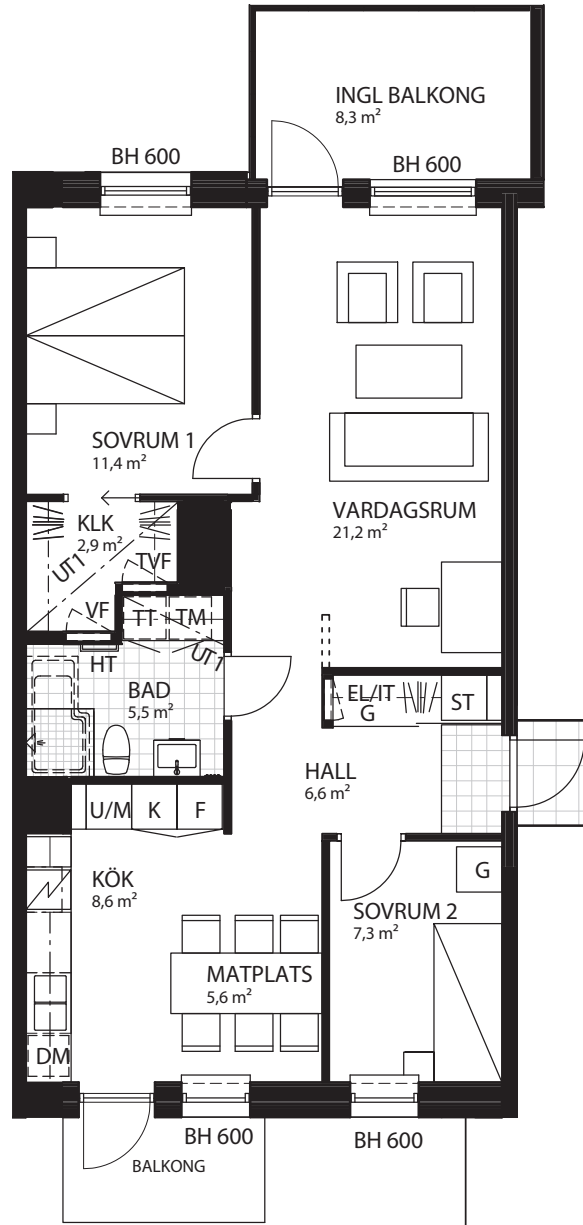 INGL BALKONG
8,3 m²
BH 600
BH 600
SOVRUM 1
11,4 m²
VARDAGSRUM
21,2 m²
KLK
2,9 m²
UT1
TVF
VF
TT
TM
UT1
HT
BAD
5,5 m²
EL/IT
G
ST
HALL
6,6 m²
U/M
K
F
KÖK
8,6 m²
G
SOVRUM 2
7,3 m²
MATPLATS
5,6 m²
DM
BH 600
BH 600
BALKONG